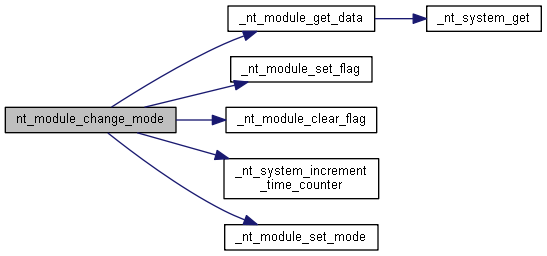 _nt_module_get_data
_nt_system_get
_nt_module_set_flag
nt_module_change_mode
_nt_module_clear_flag
_nt_system_increment
_time_counter
_nt_module_set_mode